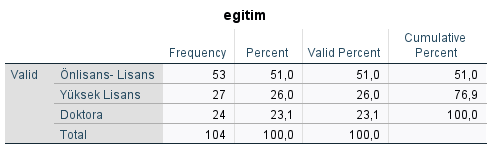 egitim
Frequency Percent Valid Percent Cumulative Percent
Valid Önlisans- Lisans 53 51,0 51,0 51,0
Yüksek Lisans 27 26,0 26,0 76,9
Doktora 24 23,1 23,1 100,0
Total 104 100,0 100,0